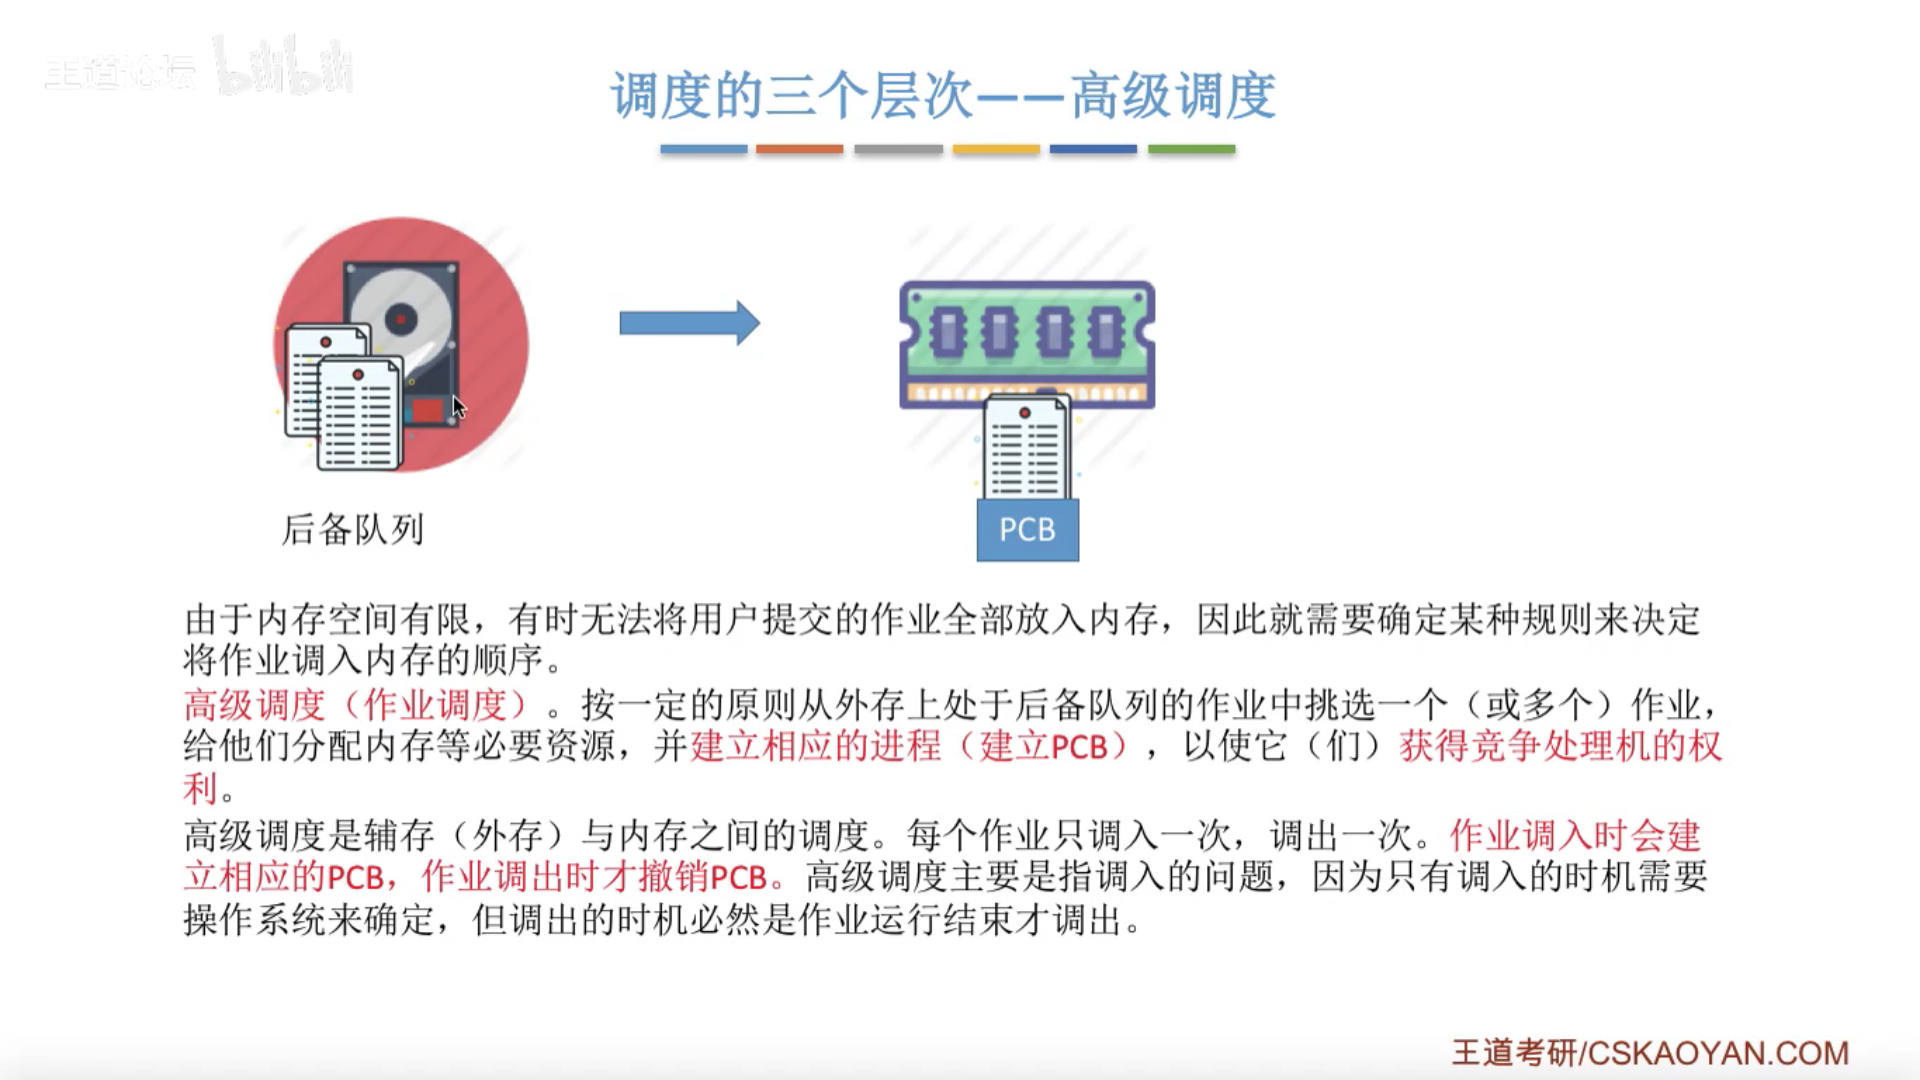 王道论坛 bilibili
调度的三个层次——高级调度
后备队列
PCB
由于内存空间有限，有时无法将用户提交的作业全部放入内存，因此就需要确定某种规则来决定
将作业调入内存的顺序。
高级调度（作业调度）。按一定的原则从外存上处于后备队列的作业中挑选一个（或多个）作业，
给他们分配内存等必要资源，并建立相应的进程（建立PCB），以使它（们）获得竞争处理机的权
利。
高级调度是辅存（外存）与内存之间的调度。每个作业只调入一次，调出一次。作业调入时会建
立相应的PCB，作业调出时才撤销PCB。高级调度主要是指调入的问题，因为只有调入的时机需要
操作系统来确定，但调出的时机必然是作业运行结束才调出。
王道考研/CSKAOYAN.COM